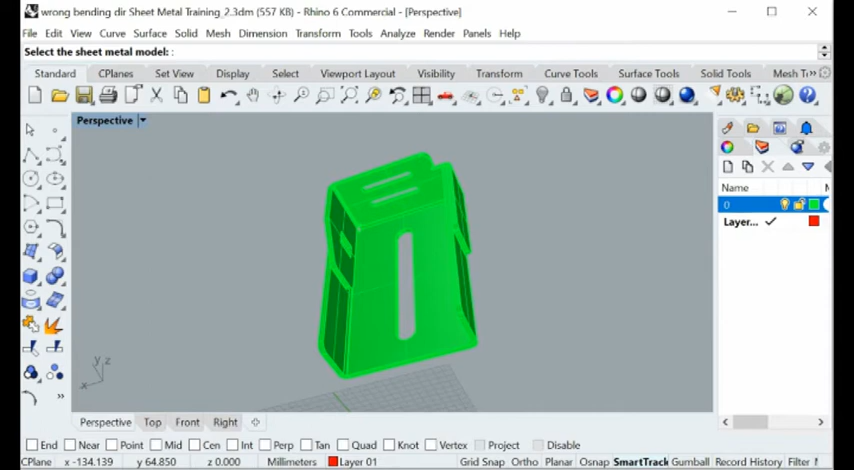 wrong bending dir Sheet Metal Training_2.3dm (557 KB) - Rhino 6 Commercial - [Perspective]
File Edit View Curve Surface Solid Mesh Dimension Transform Tools Analyze Render Panels Help
Select the sheet metal model: :
Standard CPlanes Set View Display Select Viewport Layout Visibility Transform Curve Tools Surface Tools Solid Tools Mesh T
Perspective
Name M
0
Layer...
z
y
x
Perspective Top Front Right
End Near Point Mid Cen Int Perp Tan Quad Knot Vertex Project Disable
CPlane x -134.139 y 64.850 z 0.000 Millimeters Layer 01 Grid Snap Ortho Planar Osnap SmartTrack Gumball Record History Filter M